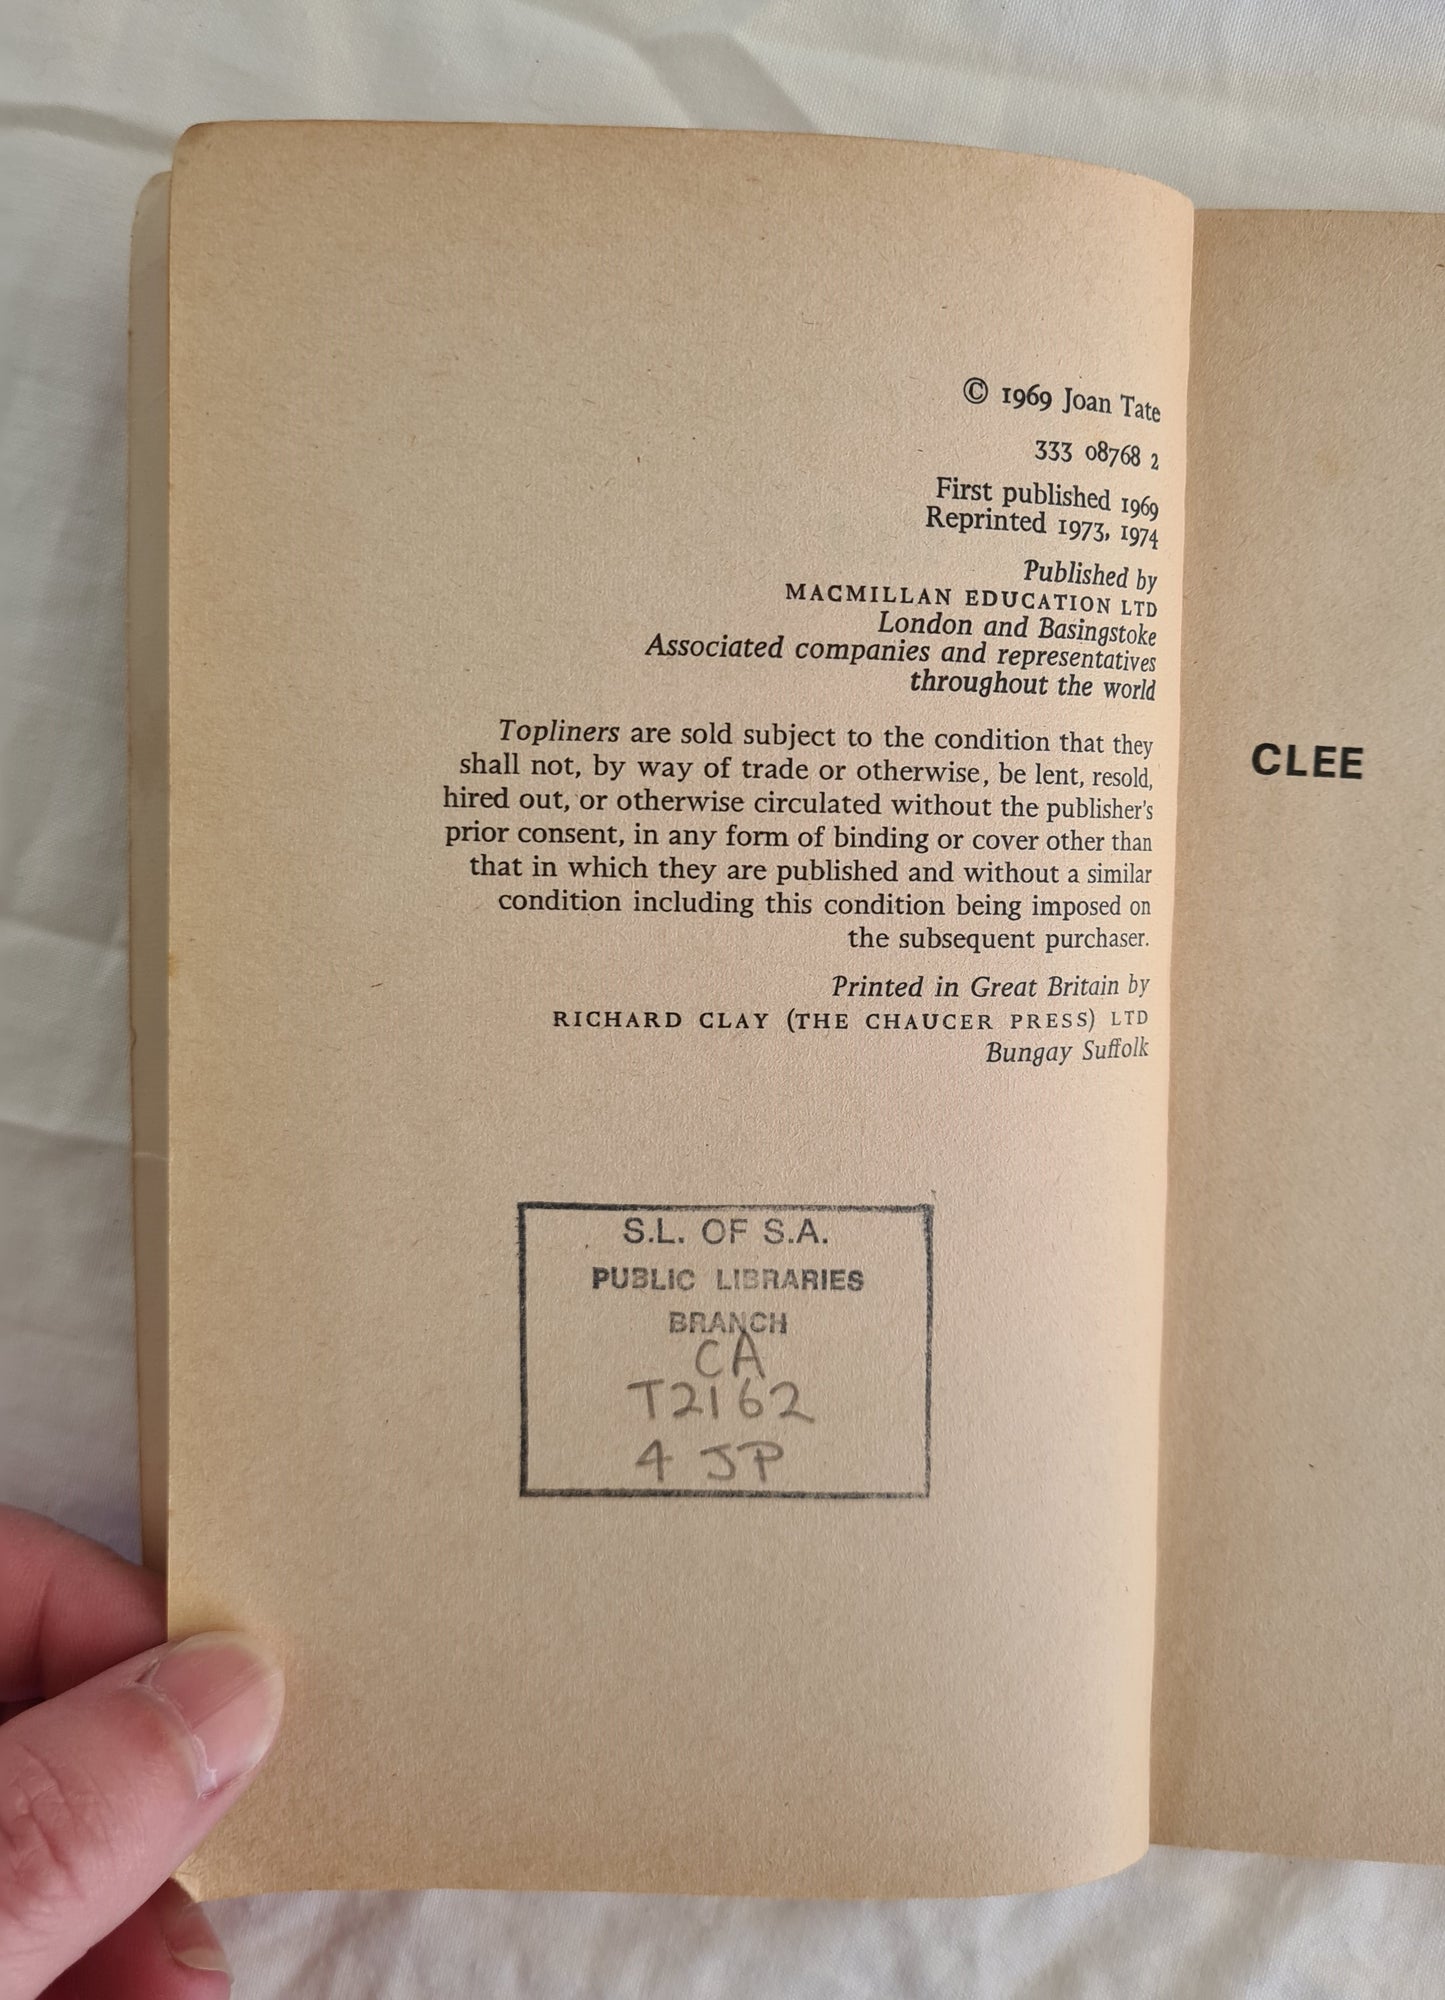 © 1969 Joan Tate
333 08768 2
First published 1969
Reprinted 1973, 1974
Published by
MACMILLAN EDUCATION LTD
London and Basingstoke
Associated companies and representatives
throughout the world
Topliners are sold subject to the condition that they
shall not, by way of trade or otherwise, be lent, resold,
hired out, or otherwise circulated without the publisher's
prior consent, in any form of binding or cover other than
that in which they are published and without a similar
condition including this condition being imposed on
the subsequent purchaser.
Printed in Great Britain by
RICHARD CLAY (THE CHAUCER PRESS) LTD
Bungay Suffolk
S.L. OF S.A.
PUBLIC LIBRARIES
BRANCH
CA
T2162
4 JP
CLEE